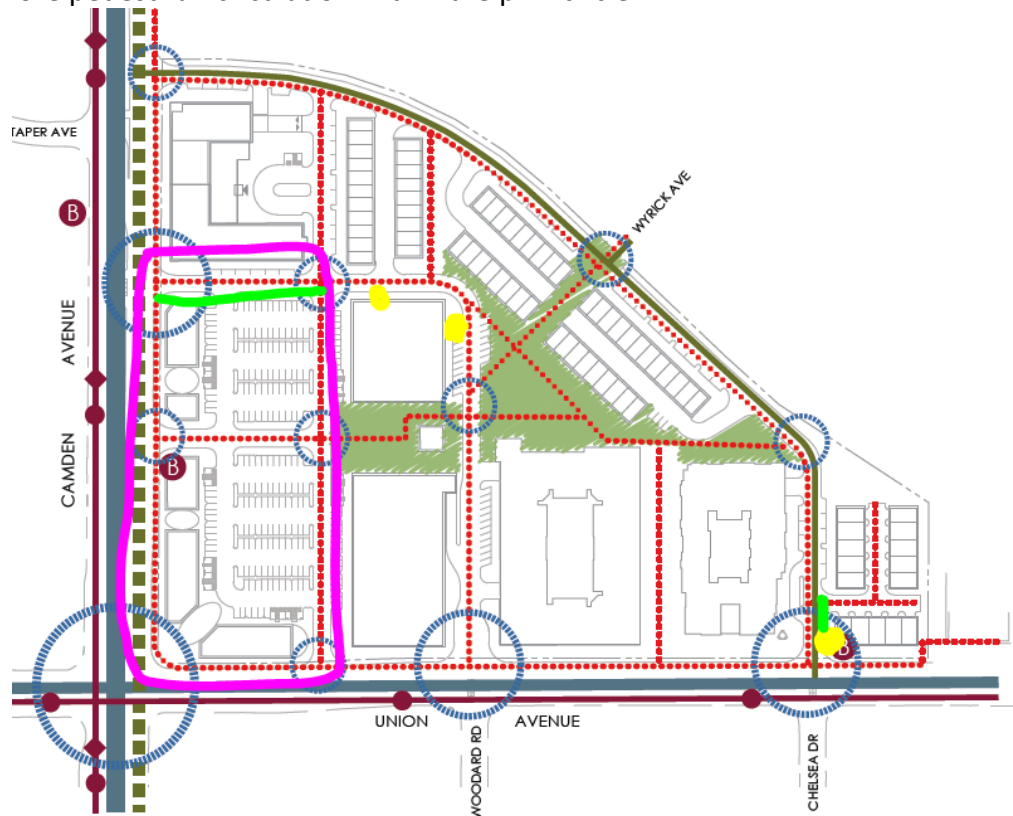 TAPER AVE
B
WYRICK AVE
CAMDEN AVENUE
B
B
UNION AVENUE
WOODARD RD
CHELSEA DR